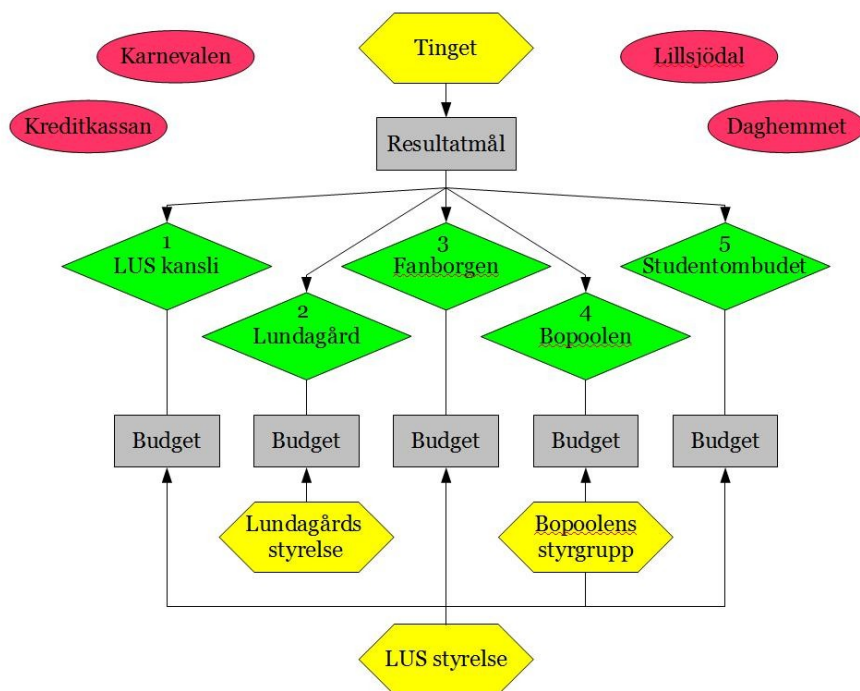 Tinget
Karnevalen
Lillsjödal
Kreditkassan
Daghemmet
Resultatmål
1
LUS kansli
3
Fanborgen
5
Studentombudet
2
Lundagård
4
Bopoolen
Budget
Budget
Budget
Budget
Budget
Lundagårds
styrelse
Bopoolens
styrgrupp
LUS styrelse